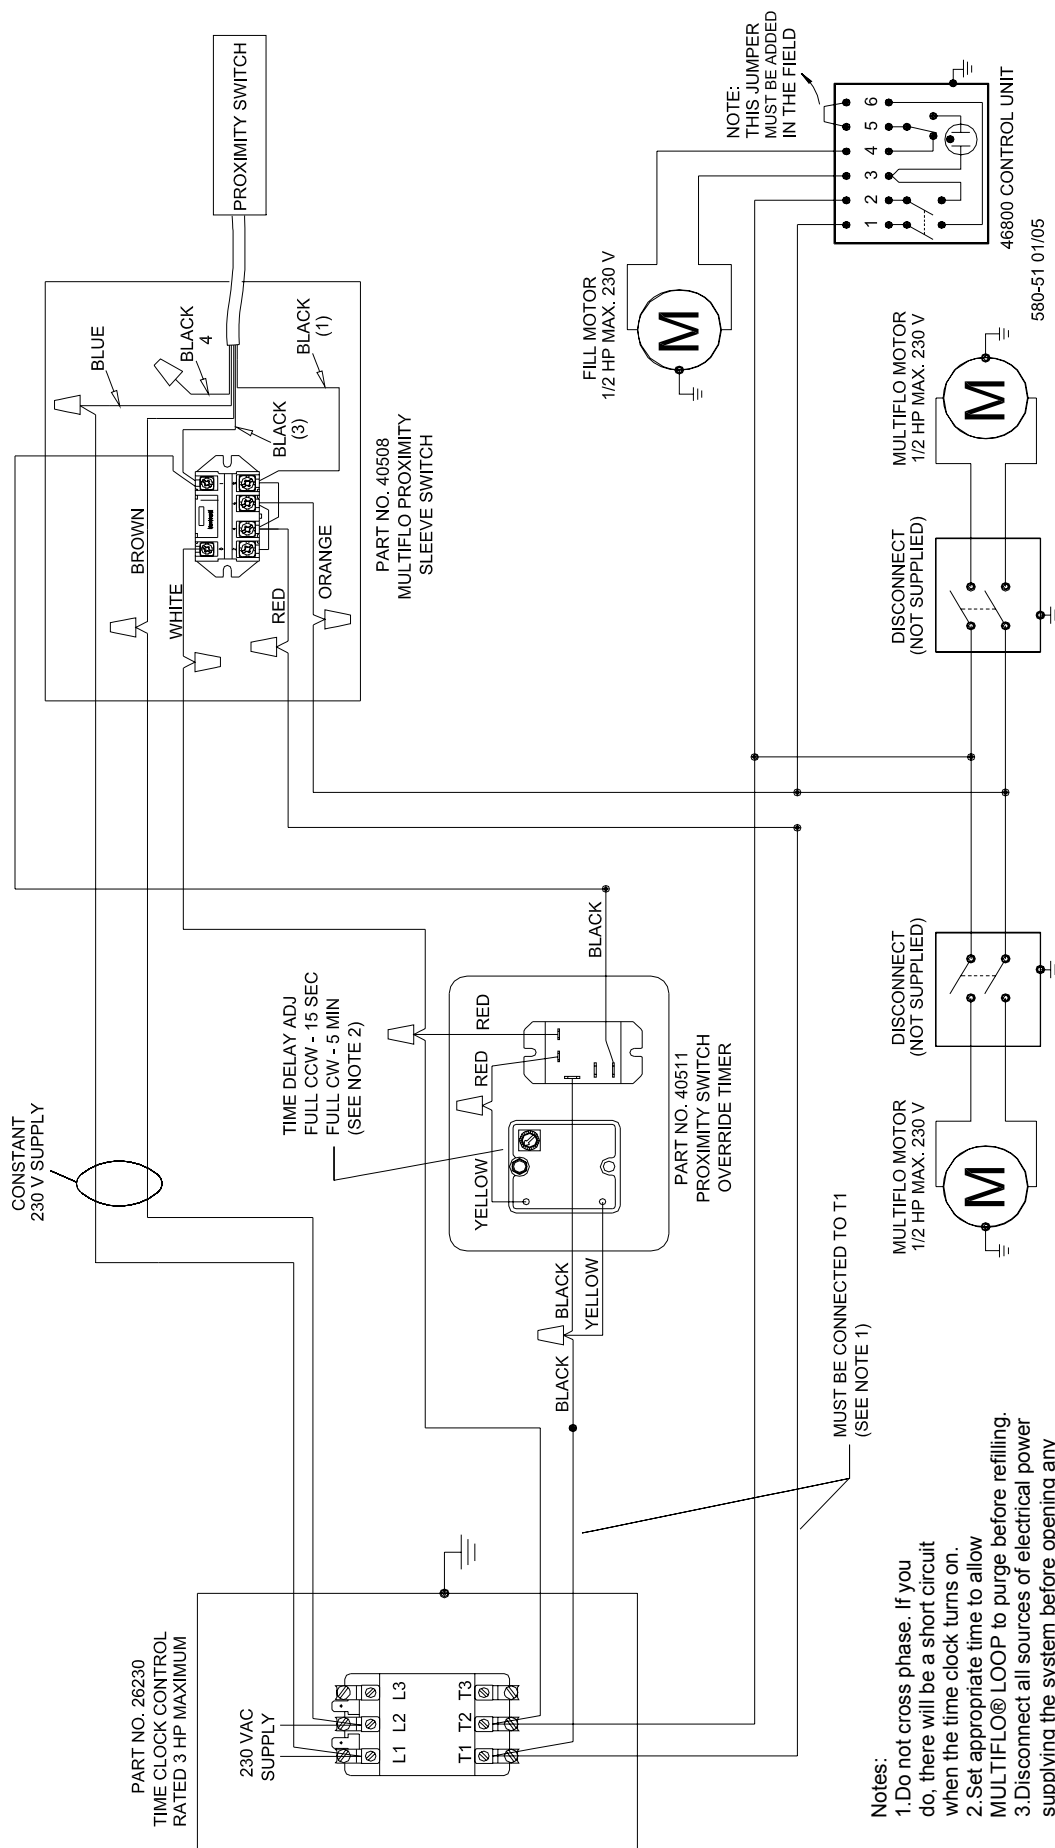 PART NO. 26230
TIME CLOCK CONTROL
RATED 3 HP MAXIMUM
230 VAC
SUPPLY
L1
L2
L3
T1
T2
T3
CONSTANT
230 V SUPPLY
TIME DELAY ADJ
FULL CCW - 15 SEC
FULL CW - 5 MIN
(SEE NOTE 2)
BLACK
BLACK
YELLOW
YELLOW
RED
RED
BLACK
PART NO. 40511
PROXIMITY SWITCH
OVERRIDE TIMER
BROWN
WHITE
RED
ORANGE
BLUE
BLACK
4
BLACK
(3)
BLACK
(1)
PROXIMITY SWITCH
PART NO. 40508
MULTIFLO PROXIMITY
SLEEVE SWITCH
MUST BE CONNECTED TO T1
(SEE NOTE 1)
FILL MOTOR
1/2 HP MAX. 230 V
M
NOTE:
THIS JUMPER
MUST BE ADDED
IN THE FIELD
1 2 3 4 5 6
46800 CONTROL UNIT
MULTIFLO MOTOR
1/2 HP MAX. 230 V
M
DISCONNECT
(NOT SUPPLIED)
DISCONNECT
(NOT SUPPLIED)
MULTIFLO MOTOR
1/2 HP MAX. 230 V
M
580-51 01/05
Notes:
1.Do not cross phase. If you
do, there will be a short circuit
when the time clock turns on.
2.Set appropriate time to allow
MULTIFLO® LOOP to purge before refilling.
3.Disconnect all sources of electrical power
supplying the system before opening any